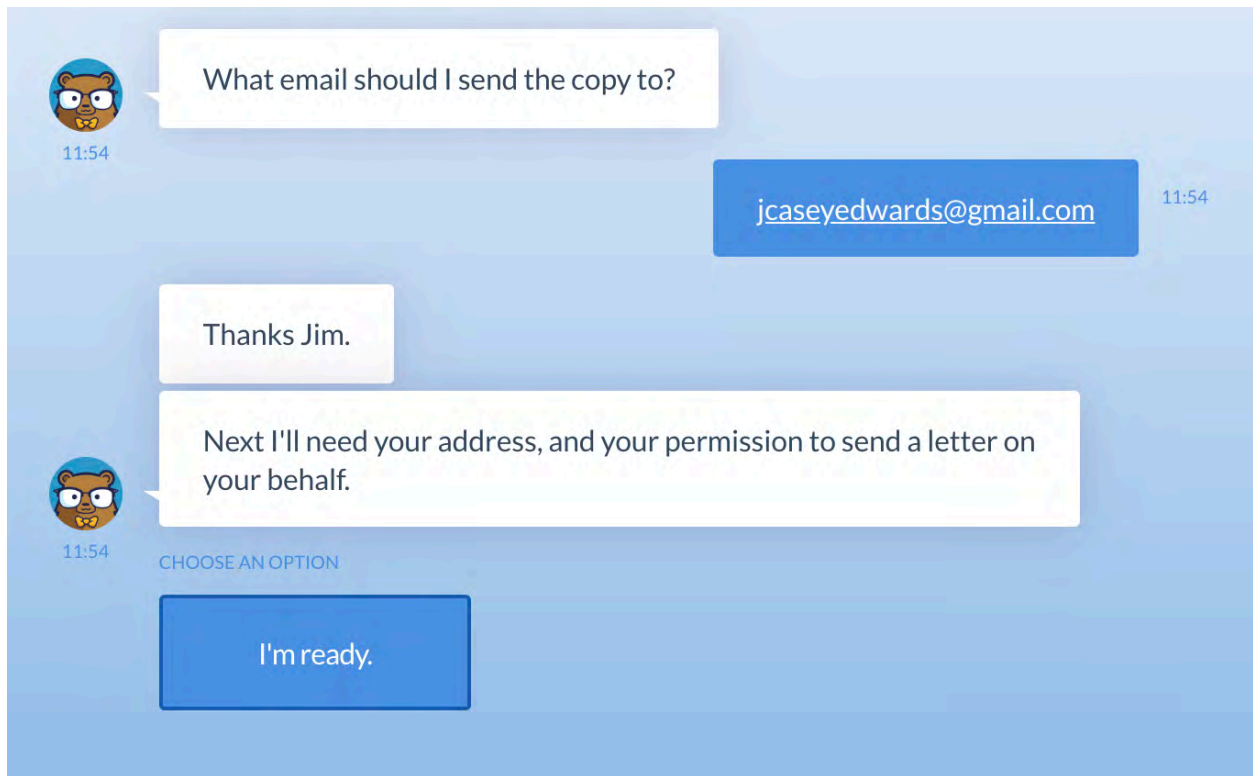 What email should I send the copy to?
11:54
jcaseyedwards@gmail.com
11:54
Thanks Jim.
Next I'll need your address, and your permission to send a letter on
your behalf.
11:54
CHOOSE AN OPTION
I'm ready.